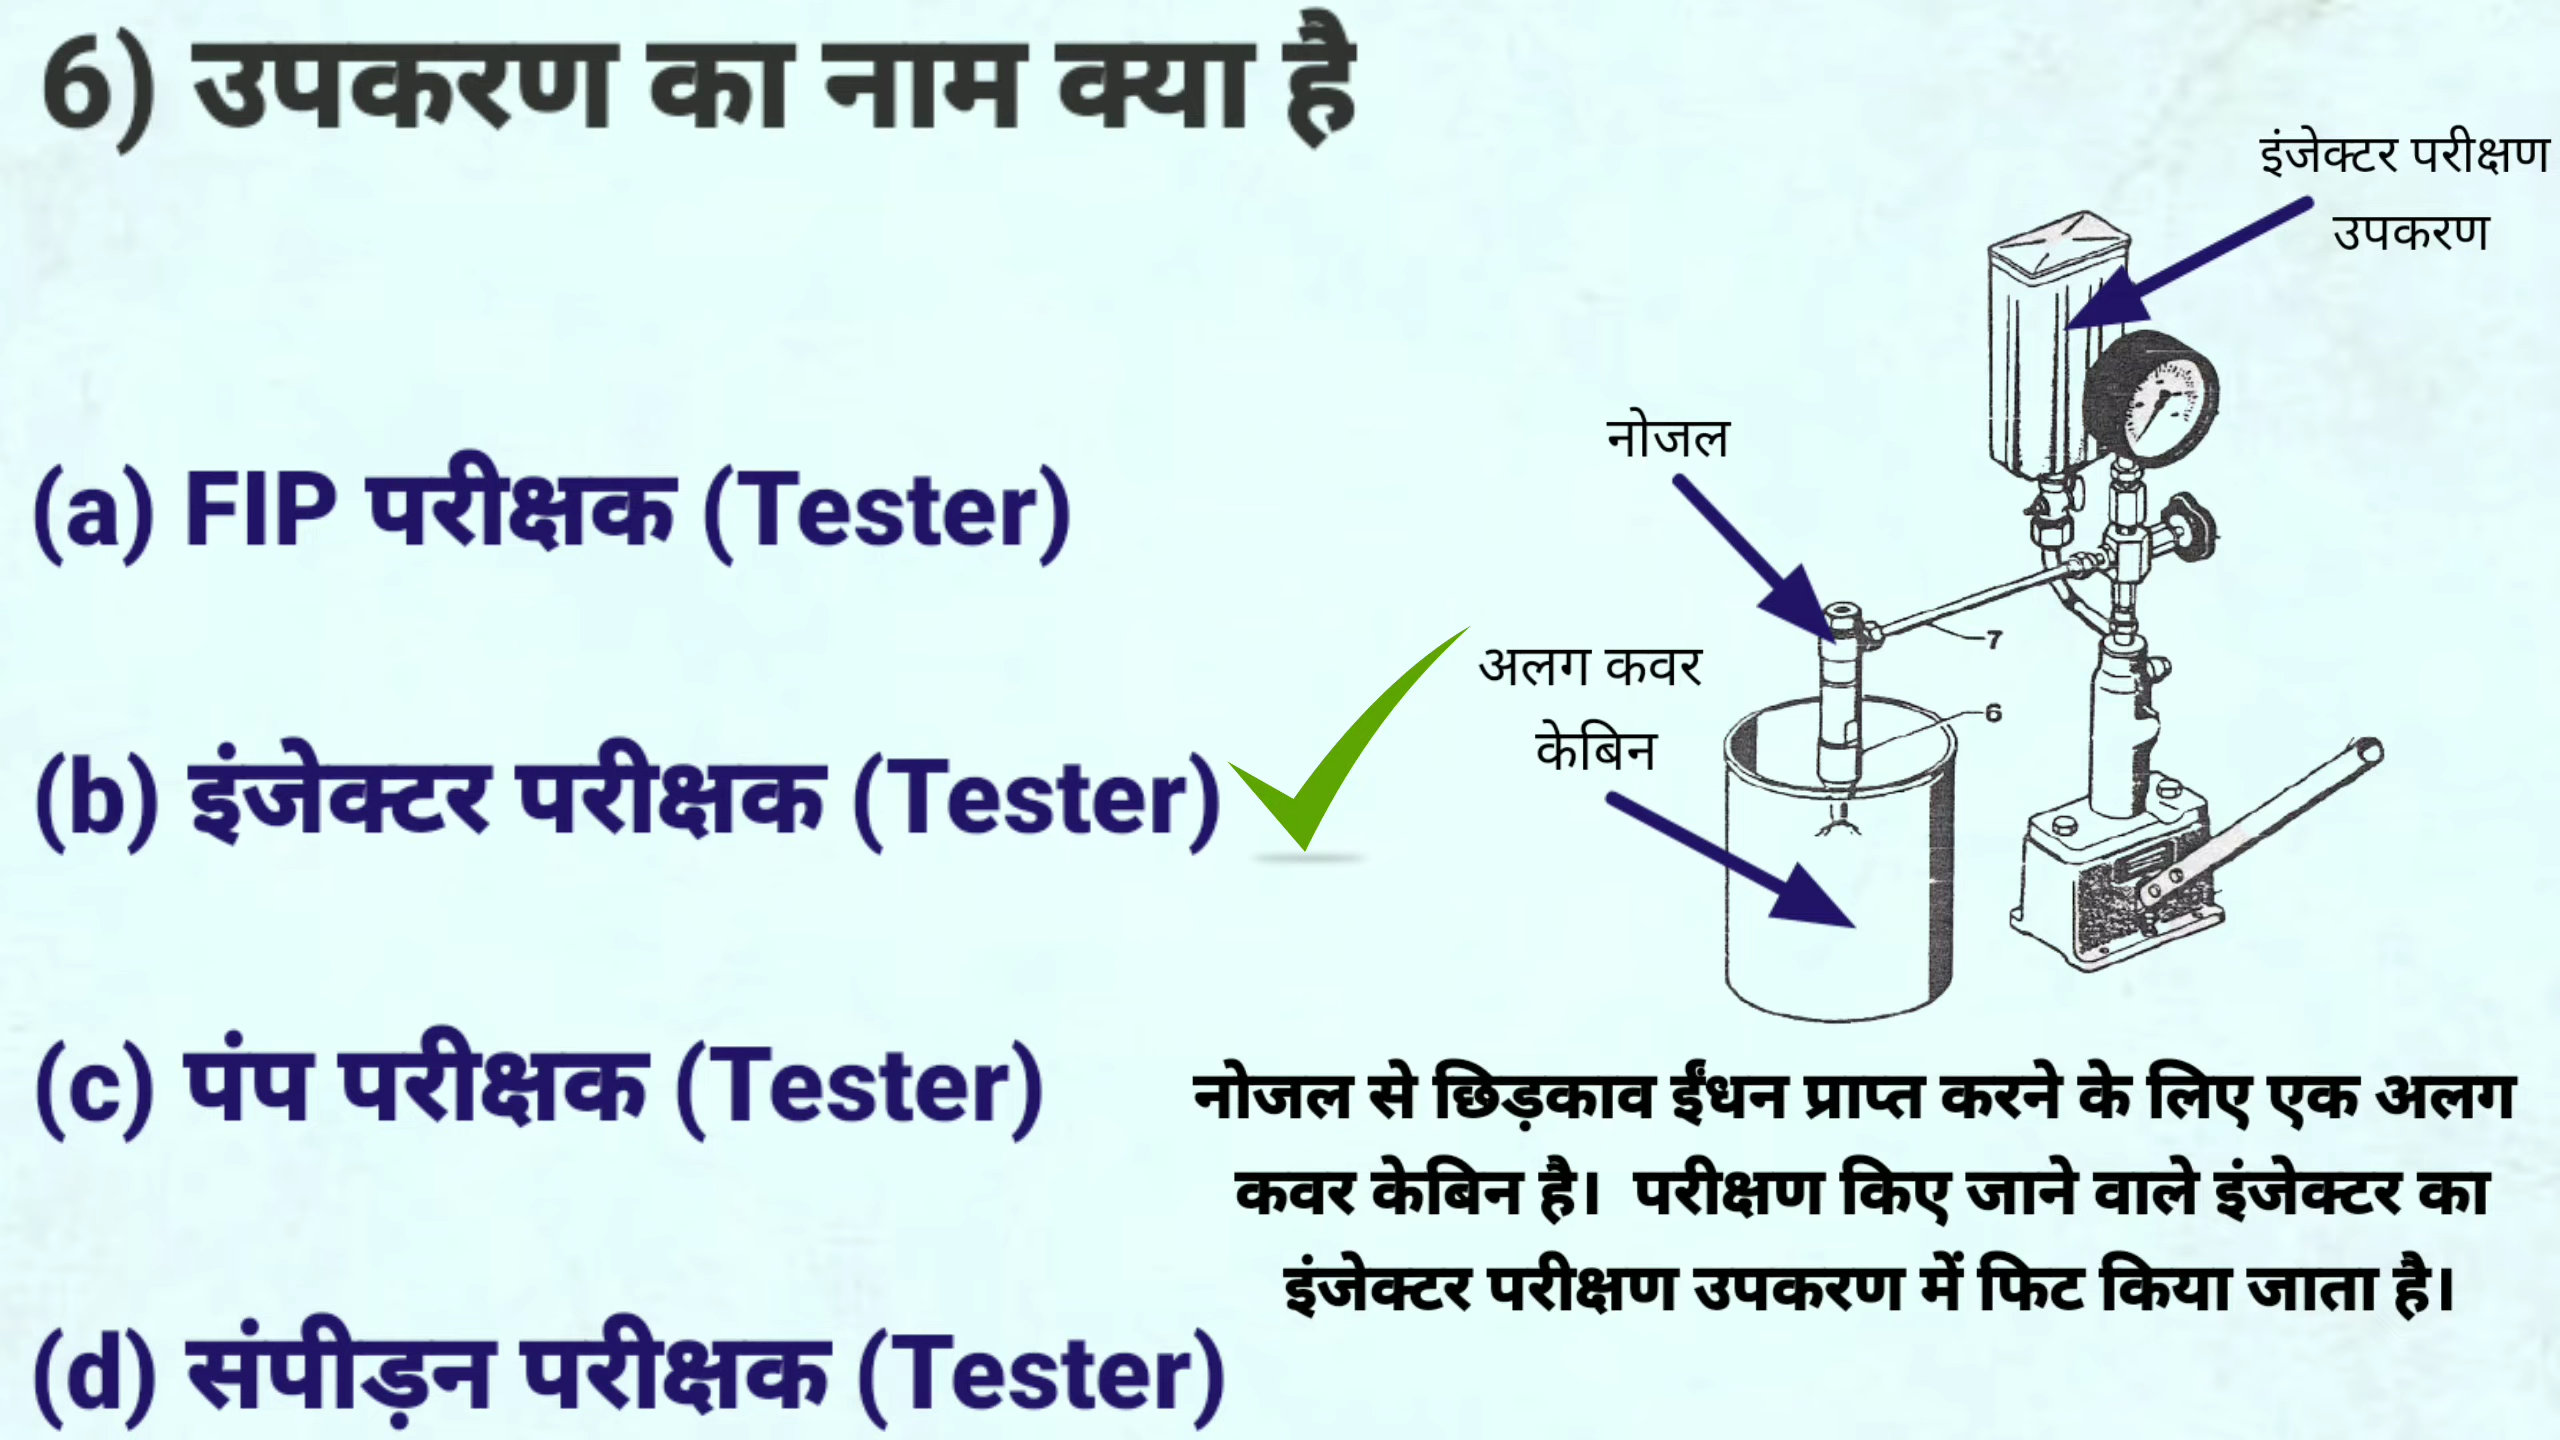 6) उपकरण का नाम क्या है
इंजेक्टर परीक्षण
उपकरण
नोजल
(a) FIP परीक्षक (Tester)
7
अलग कवर
केबिन
6
(b) इंजेक्टर परीक्षक (Tester)
(c) पंप परीक्षक (Tester)
(d) संपीड़न परीक्षक (Tester)
नोजल से छिड़काव ईंधन प्राप्त करने के लिए एक अलग
कवर केबिन है। परीक्षण किए जाने वाले इंजेक्टर का
इंजेक्टर परीक्षण उपकरण में फिट किया जाता है।